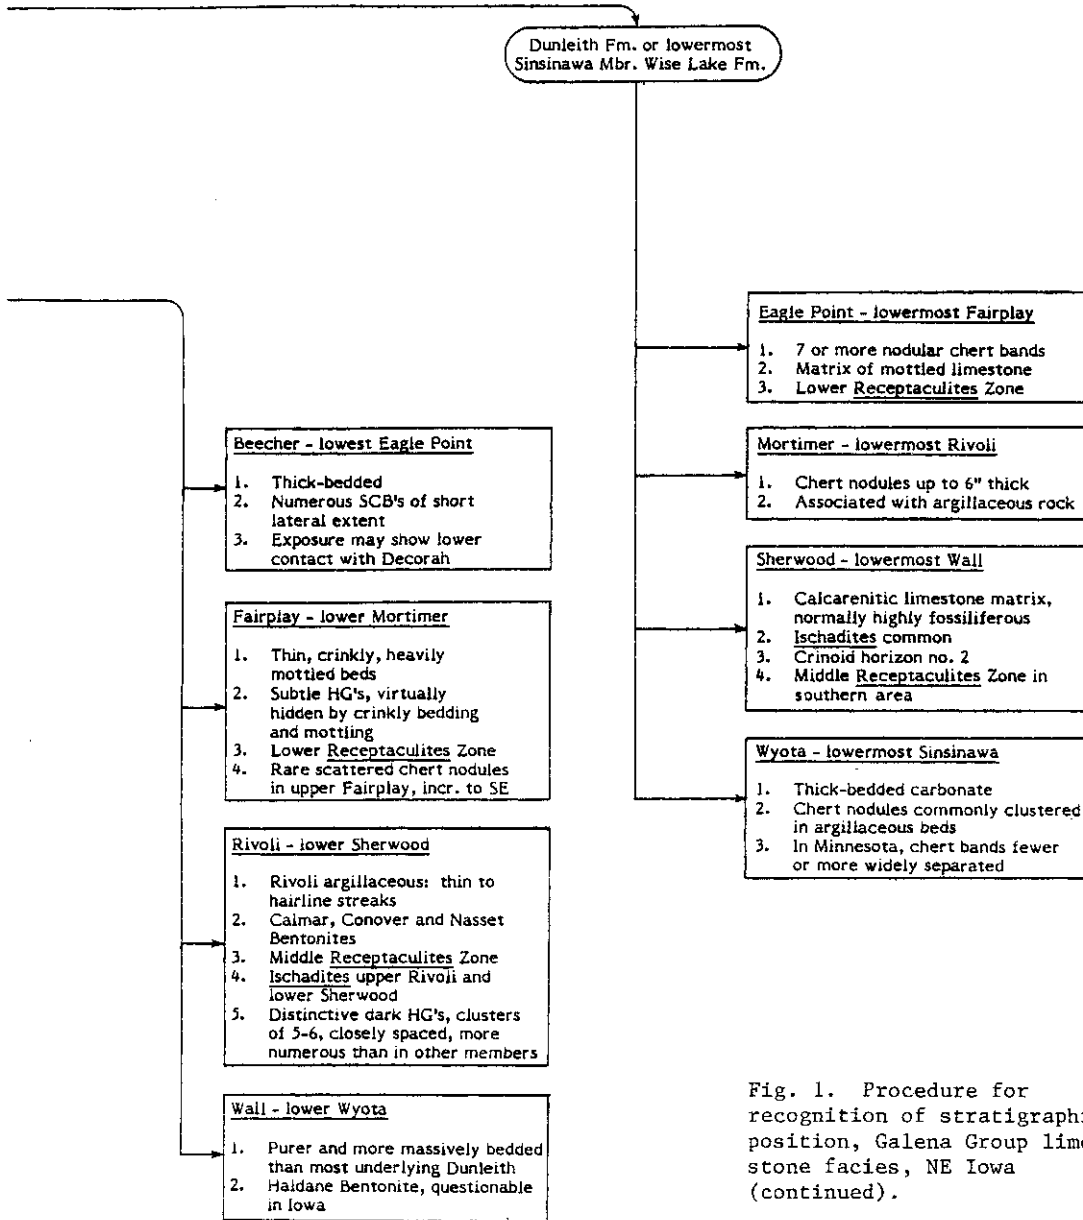 Dunleith Fm. or lowermost
Sinsinawa Mbr. Wise Lake Fm.
Beecher - lowest Eagle Point
1. Thick-bedded
2. Numerous SCB's of short
lateral extent
3. Exposure may show lower
contact with Decorah
Fairplay - lower Mortimer
1. Thin, crinkly, heavily
mottled beds
2. Subtle HG's, virtually
hidden by crinkly bedding
and mottling
3. Lower Receptaculites Zone
4. Rare scattered chert nodules
in upper Fairplay, incr. to SE
Rivoli - lower Sherwood
1. Rivoli argillaceous: thin to
hairline streaks
2. Calmar, Conover and Nasset
Bentonites
3. Middle Receptaculites Zone
4. Ischadites upper Rivoli and
lower Sherwood
5. Distinctive dark HG's, clusters
of 5-6, closely spaced, more
numerous than in other members
Wall - lower Wyota
1. Purer and more massively bedded
than most underlying Dunleith
2. Haldane Bentonite, questionable
in Iowa
Eagle Point - lowermost Fairplay
1. 7 or more nodular chert bands
2. Matrix of mottled limestone
3. Lower Receptaculites Zone
Mortimer - lowermost Rivoli
1. Chert nodules up to 6" thick
2. Associated with argillaceous rock
Sherwood - lowermost Wall
1. Calcarenitic limestone matrix,
normally highly fossiliferous
2. Ischadites common
3. Crinoid horizon no. 2
4. Middle Receptaculites Zone in
southern area
Wyota - lowermost Sinsinawa
1. Thick-bedded carbonate
2. Chert nodules commonly clustered
in argillaceous beds
3. In Minnesota, chert bands fewer
or more widely separated
Fig. 1. Procedure for
recognition of stratigraphi
position, Galena Group lime
stone facies, NE Iowa
(continued).